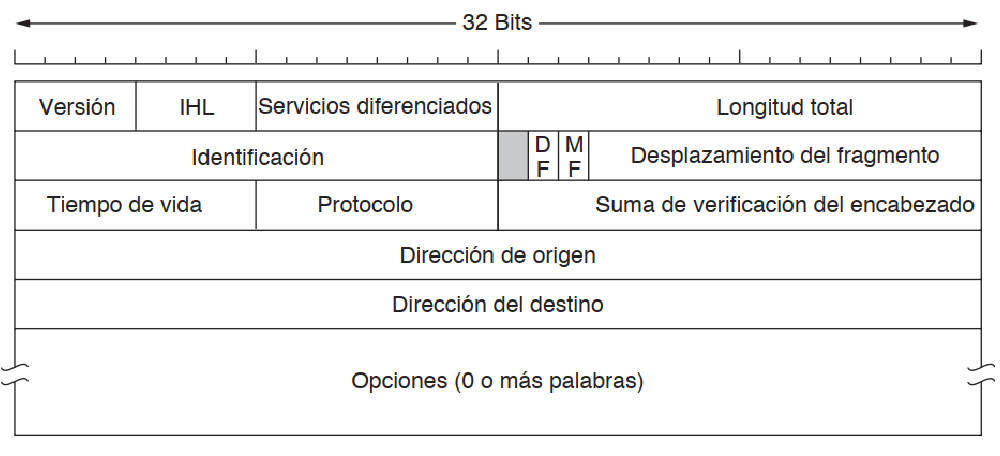 32 Bits
Versión IHL Servicios diferenciados Longitud total
Identificación D F M F Desplazamiento del fragmento
Tiempo de vida Protocolo Suma de verificación del encabezado
Dirección de origen
Dirección del destino
Opciones (0 o más palabras)